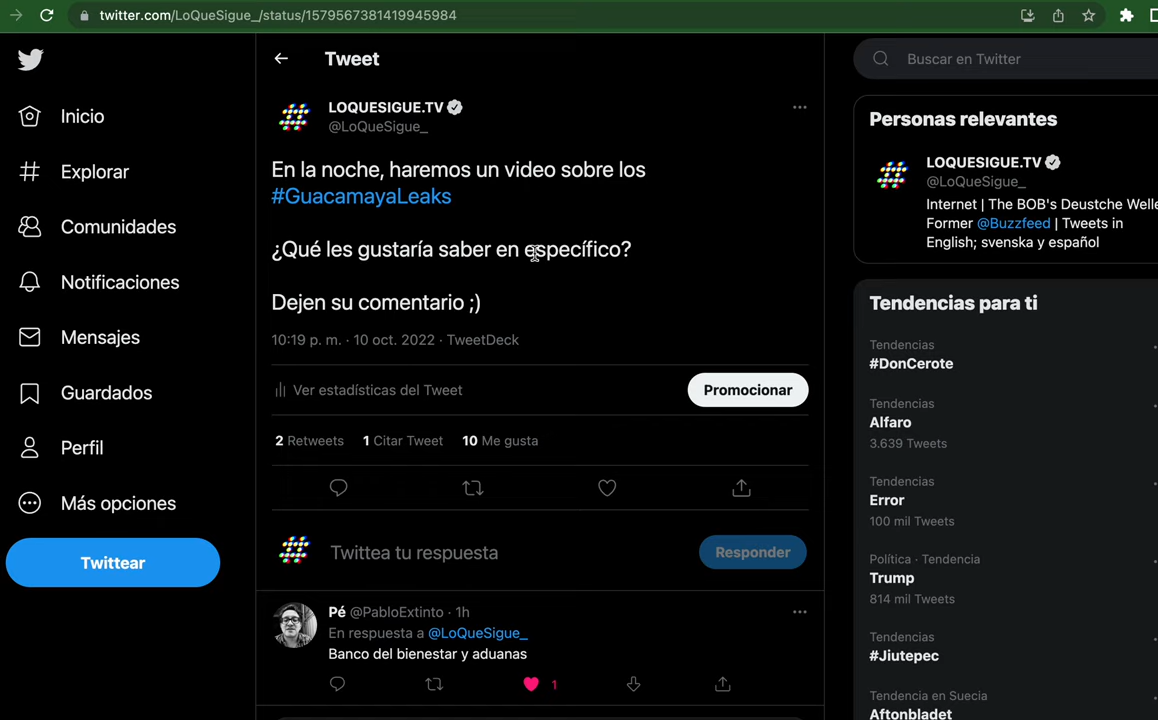 twitter.com/LoQueSigue_/status/1579567381419945984
Inicio
Explorar
Comunidades
Notificaciones
Mensajes
Guardados
Perfil
Más opciones
Twittear
Tweet
LOQUESIGUE.TV
@LoQueSigue_
En la noche, haremos un video sobre los
#GuacamayaLeaks
¿Qué les gustaría saber en específico?
Dejen su comentario ;)
10:19 p. m. · 10 oct. 2022 · TweetDeck
Ver estadísticas del Tweet
Promocionar
2 Retweets 1 Citar Tweet 10 Me gusta
Twittea tu respuesta
Responder
Pé @PabloExtinto · 1h
En respuesta a @LoQueSigue_
Banco del bienestar y aduanas
1
Buscar en Twitter
Personas relevantes
LOQUESIGUE.TV
@LoQueSigue_
Internet | The BOB's Deustche Welle
Former @Buzzfeed | Tweets in
English; svenska y español
Tendencias para ti
Tendencias
#DonCerote
Tendencias
Alfaro
3.639 Tweets
Tendencias
Error
100 mil Tweets
Política · Tendencia
Trump
814 mil Tweets
Tendencias
#Jiutepec
Tendencia en Suecia
Aftonbladet